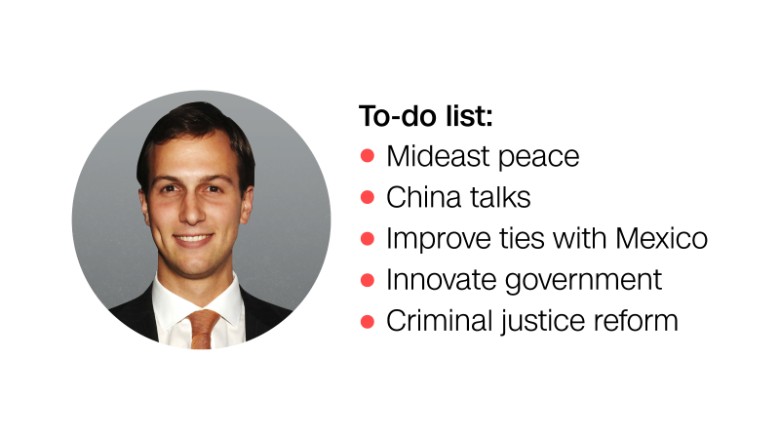 To-do list:
Mideast peace
China talks
Improve ties with Mexico
Innovate government
Criminal justice reform